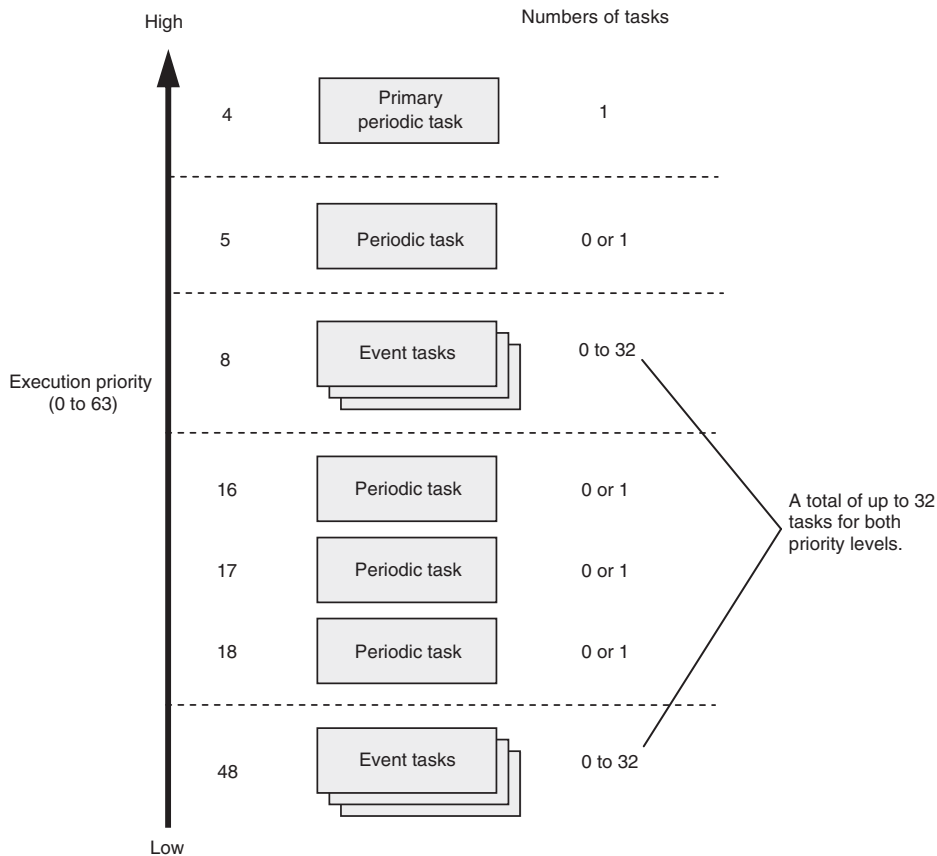 Numbers of tasks
High
4
Primary
periodic task
1
5
Periodic task
0 or 1
8
Event tasks
0 to 32
Execution priority
(0 to 63)
16
Periodic task
0 or 1
A total of up to 32
tasks for both
priority levels.
17
Periodic task
0 or 1
18
Periodic task
0 or 1
48
Event tasks
0 to 32
Low